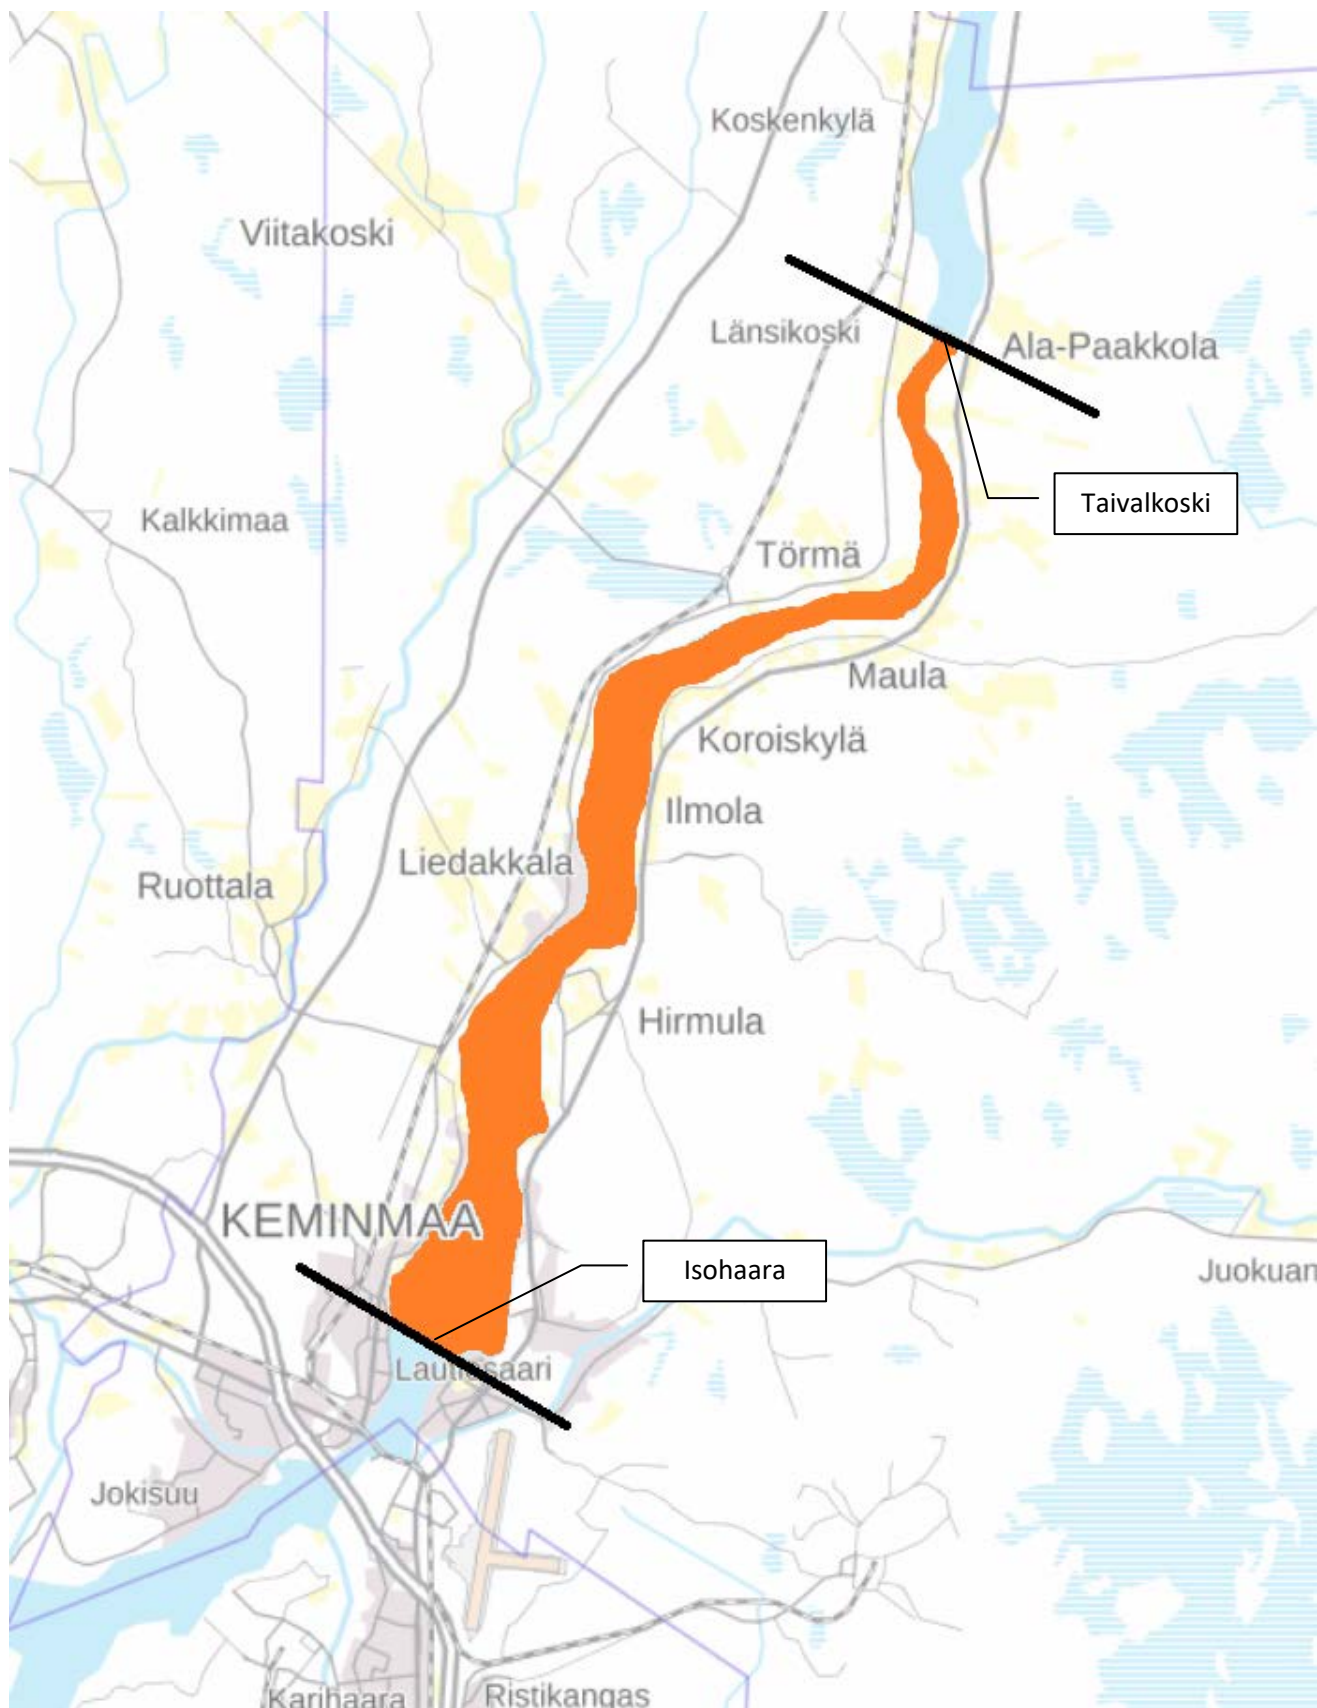 Koskenkylä
Viitakoski
Länsikoski
Ala-Paakkola
Taivalkoski
Kalkkimaa
Törmä
Maula
Koroiskylä
Ilmola
Liedakkala
Ruottala
Hirmula
KEMINMAA
Isohaara
Juokuan
Lautiosaari
Jokisuu
Karihaara
Ristikangas